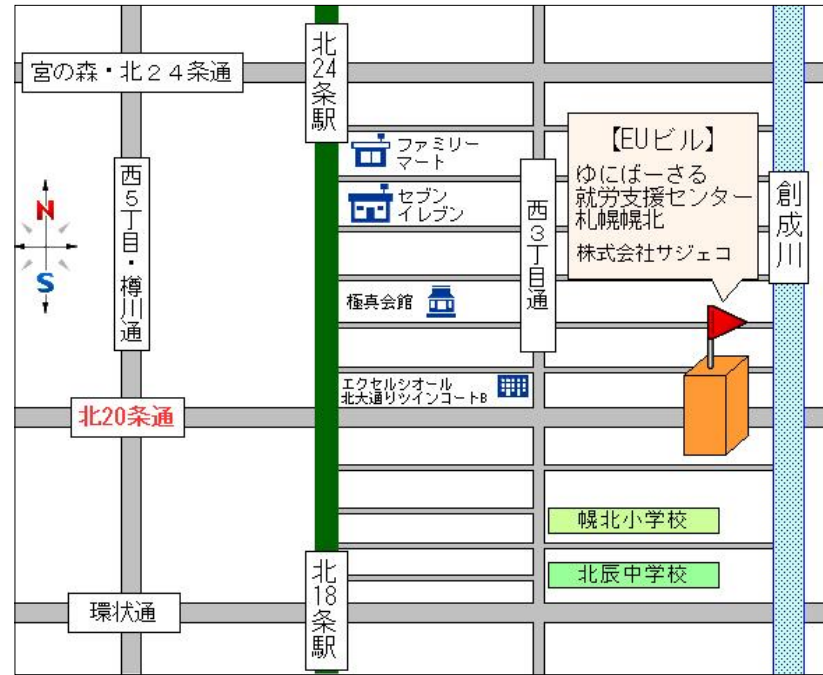 北24条駅
宮の森・北２４条通
ファミリー
マート
【EUビル】
ゆにばーさる
就労支援センター
札幌幌北
株式会社サジェコ
西５丁目・樽川通
セブン
イレブン
西３丁目通
創成川
N
S
極真会館
エクセルシオール
北大通りツインコートB
北20条通
幌北小学校
北辰中学校
北18条駅
環状通